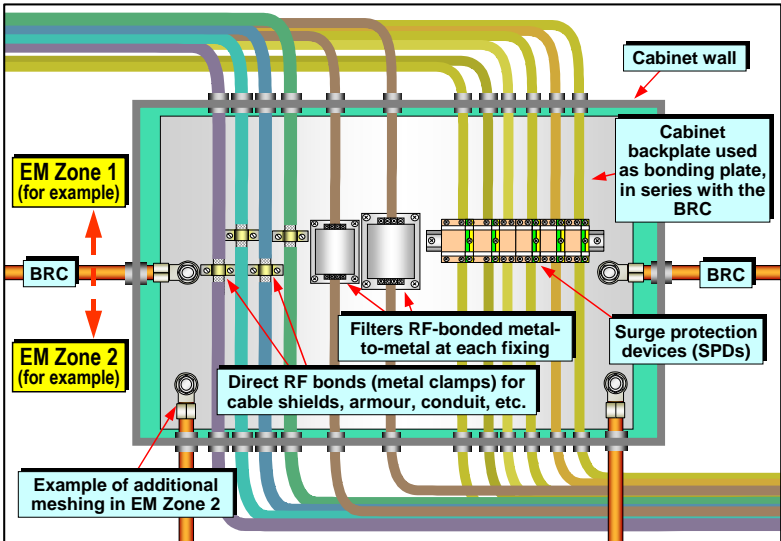 Cabinet wall
Cabinet
backplate used
as bonding plate,
in series with the
BRC
EM Zone 1
(for example)
BRC
BRC
EM Zone 2
(for example)
Filters RF-bonded metal-
to-metal at each fixing
Surge protection
devices (SPDs)
Direct RF bonds (metal clamps) for
cable shields, armour, conduit, etc.
Example of additional
meshing in EM Zone 2